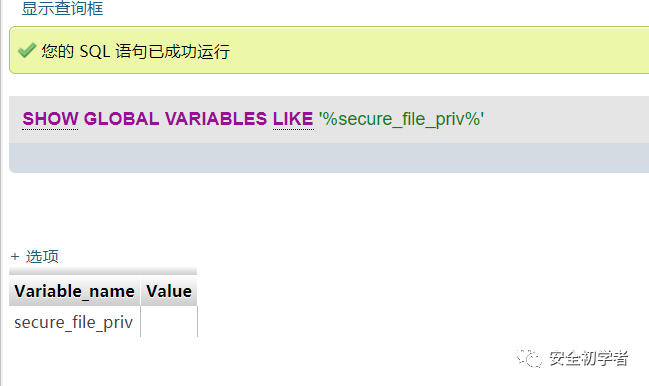 显示查询框
您的 SQL 语句已成功运行
SHOW GLOBAL VARIABLES LIKE '%secure_file_priv%'
+ 选项
Variable_name Value
secure_file_priv
安全初学者